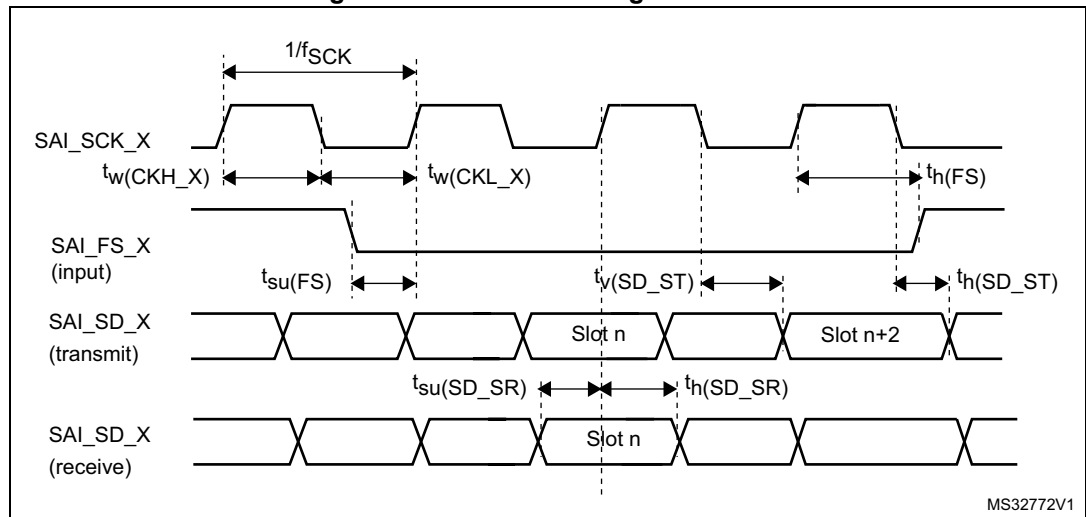 1/fSCK
SAI_SCK_X
tw(CKH_X)
tw(CKL_X)
th(FS)
SAI_FS_X
(input)
tsu(FS)
tv(SD_ST)
th(SD_ST)
SAI_SD_X
(transmit)
Slot n
Slot n+2
tsu(SD_SR)
th(SD_SR)
SAI_SD_X
(receive)
Slot n
MS32772V1